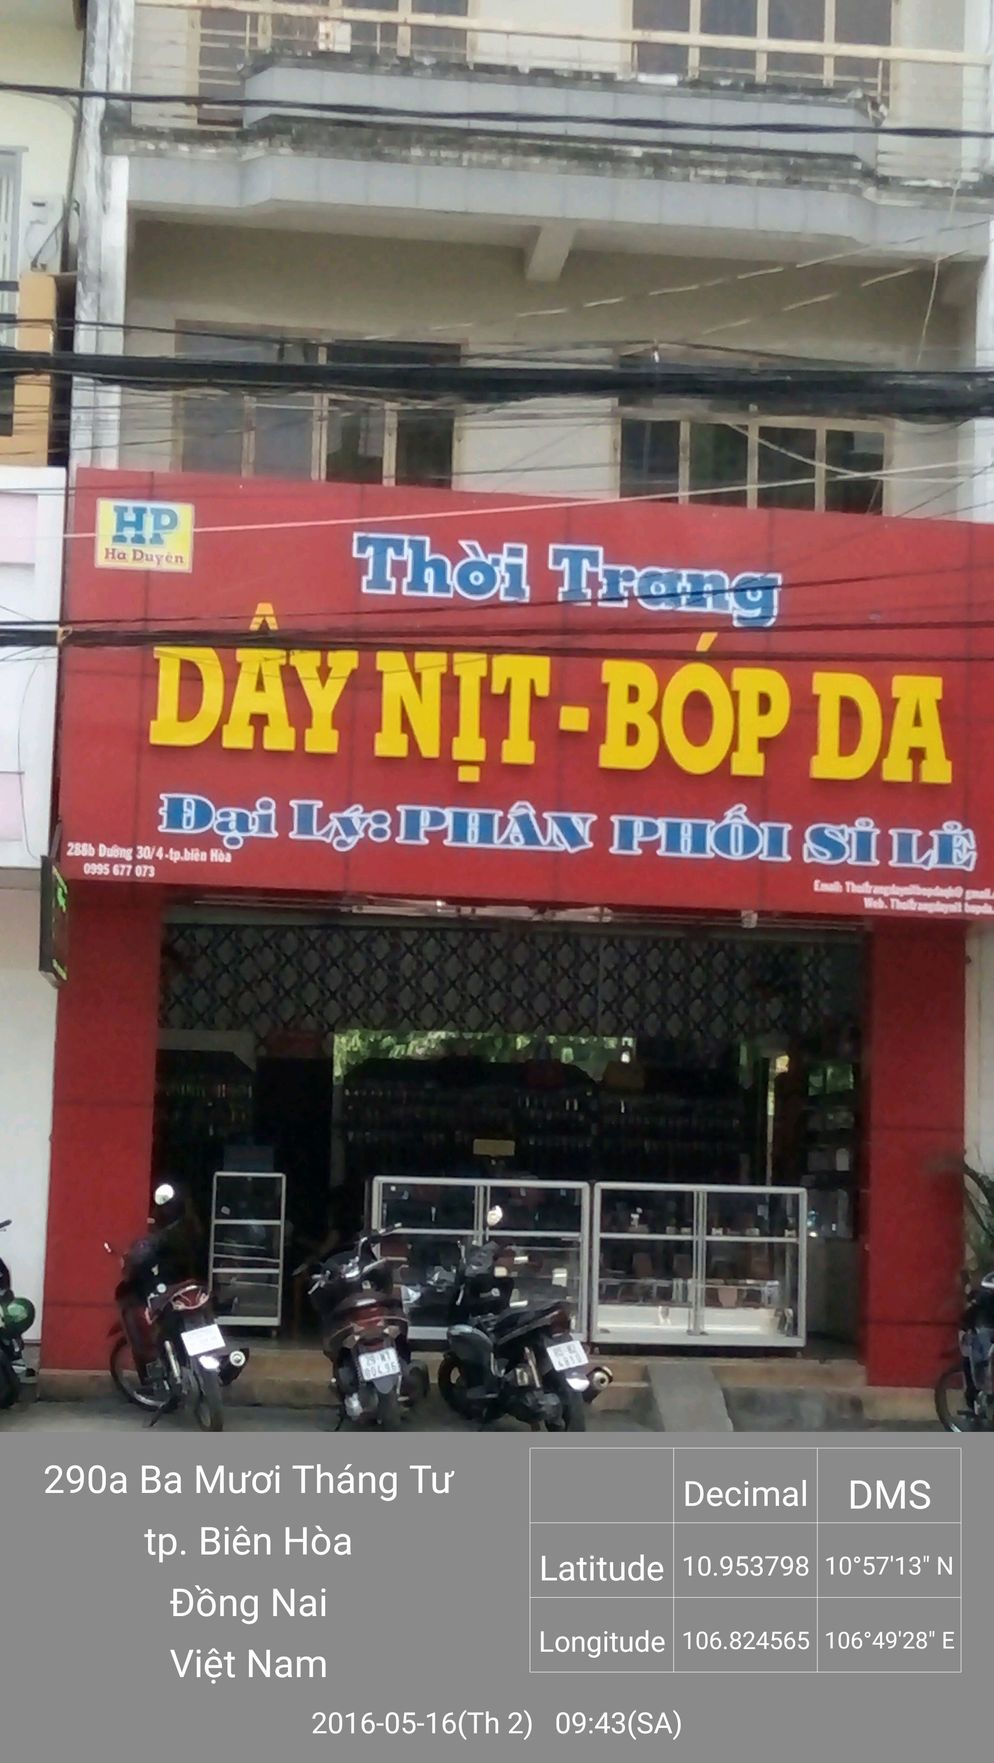 HP
Hà Duyên
Thời Trang
DÂY NỊT - BÓP DA
Đại Lý: PHÂN PHỐI SỈ LẺ
288b Đường 30/4 -tp.biên Hòa
0995 677 073
Email:
Web.
290a Ba Mươi Tháng Tư
tp. Biên Hòa
Đồng Nai
Việt Nam
Decimal DMS
Latitude 10.953798 10°57'13" N
Longitude 106.824565 106°49'28" E
2016-05-16(Th 2) 09:43(SA)